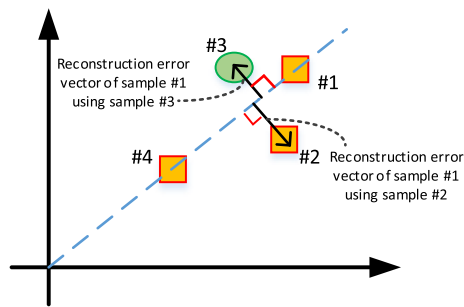 #3
Reconstruction error
vector of sample #1
using sample #3
#1
#4
#2
Reconstruction error
vector of sample #1
using sample #2